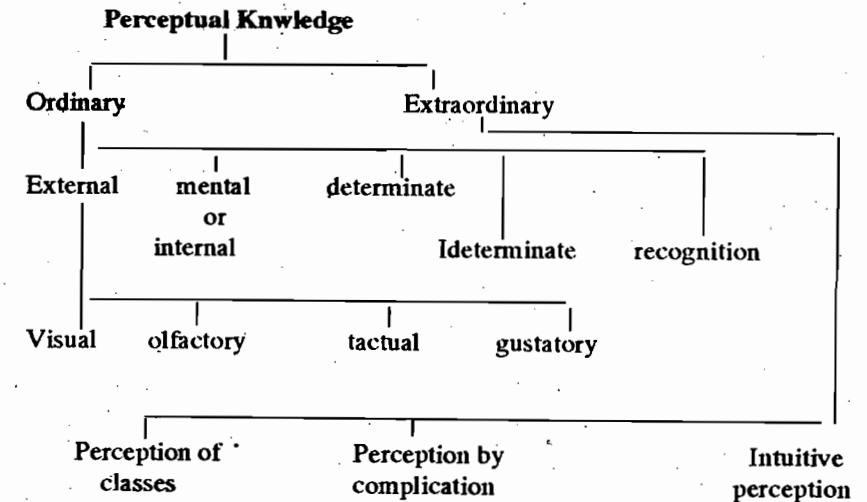 Perceptual Knwledge
Ordinary
Extraordinary
External
mental
or
internal
determinate
Ideterminate
recognition
Visual
olfactory
tactual
gustatory
Perception of
classes
Perception by
complication
Intuitive
perception